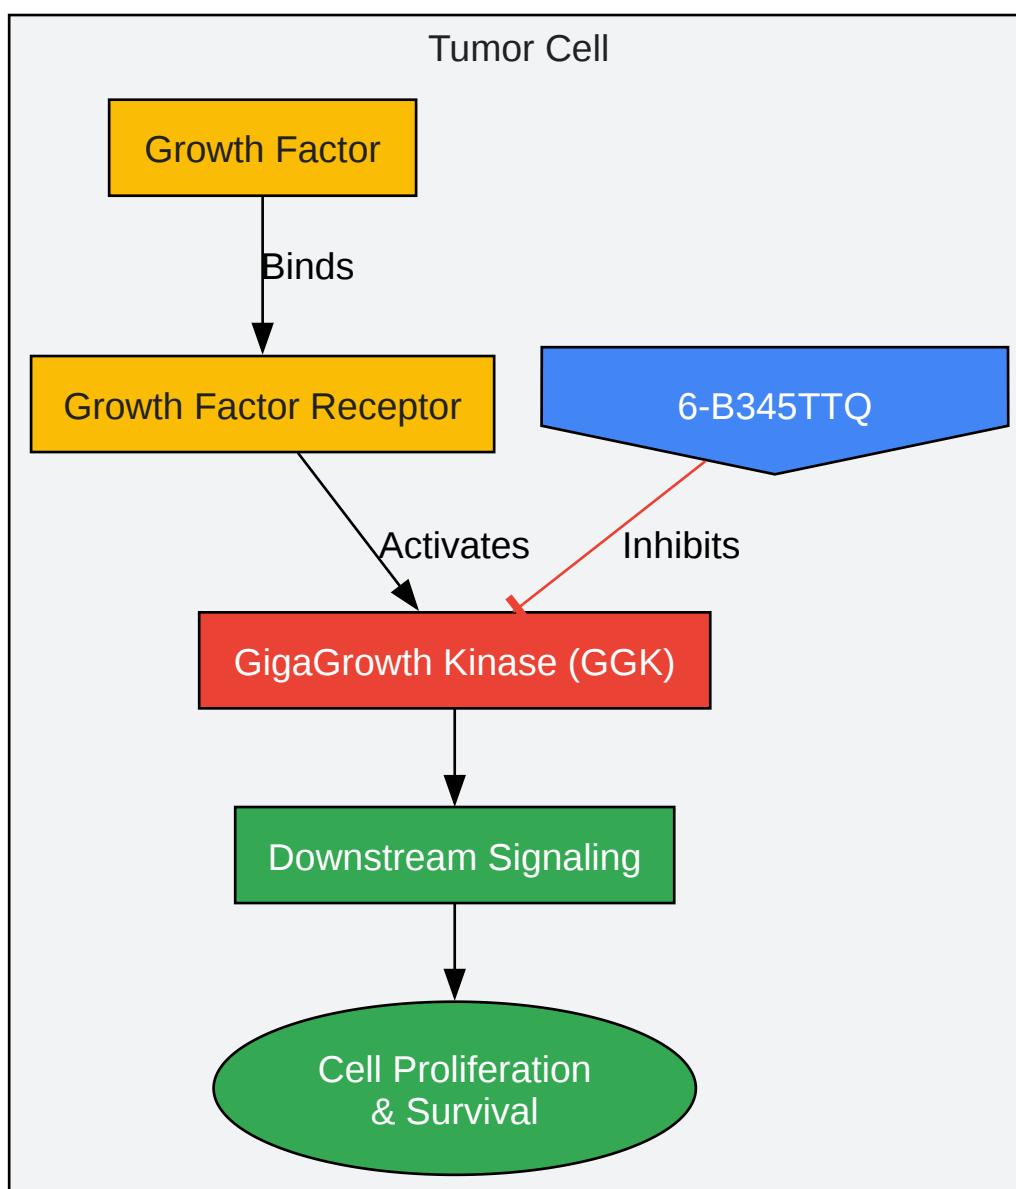 Tumor Cell
Growth Factor
Binds
Growth Factor Receptor
6-B345TTQ
Activates
Inhibits
GigaGrowth Kinase (GGK)
Downstream Signaling
Cell Proliferation
& Survival